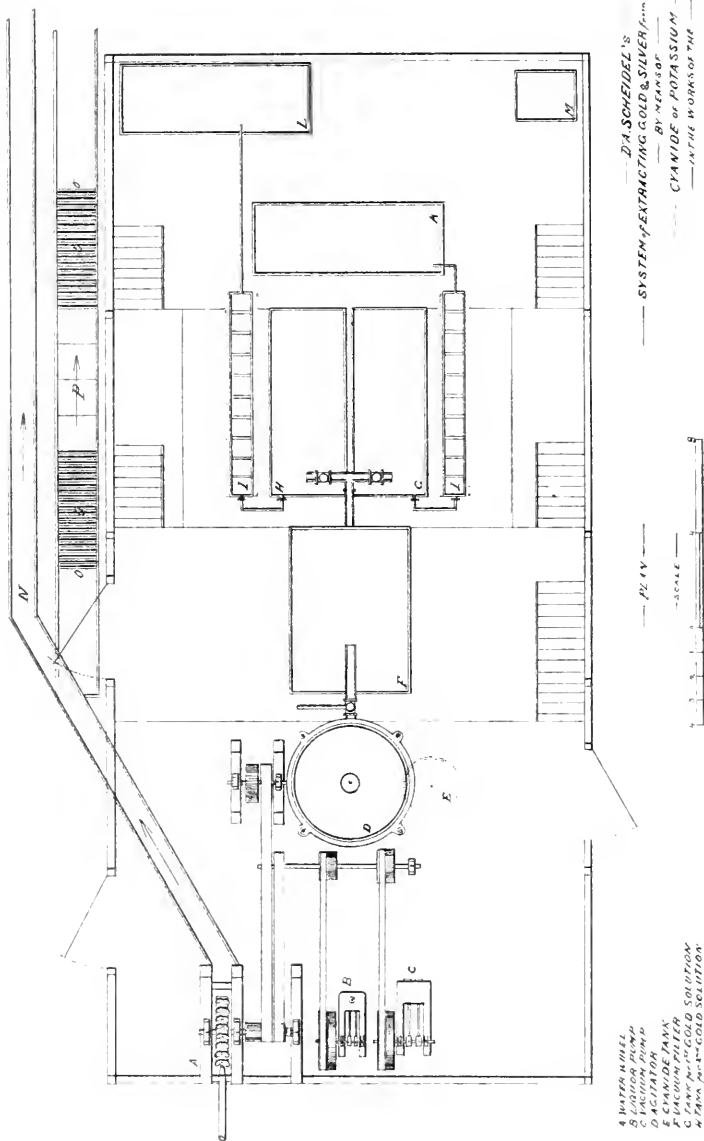 D'A. SCHEIDEL'S
SYSTEM of EXTRACTING GOLD & SILVER from
BY MEANS OF
CYANIDE OF POTASSIUM
IN THE WORKS OF THE
PLAN
SCALE
A WATER WHEEL
B LIQUOR PUMP
C VACUUM PUMP
D AGITATOR
E CYANIDE TANK
F VACUUM FILTER
G TANK for 1st GOLD SOLUTION
H TANK for GOLD SOLUTION
N
P
O
O
L
M
I
I
H
G
F
E
D
A
B
C